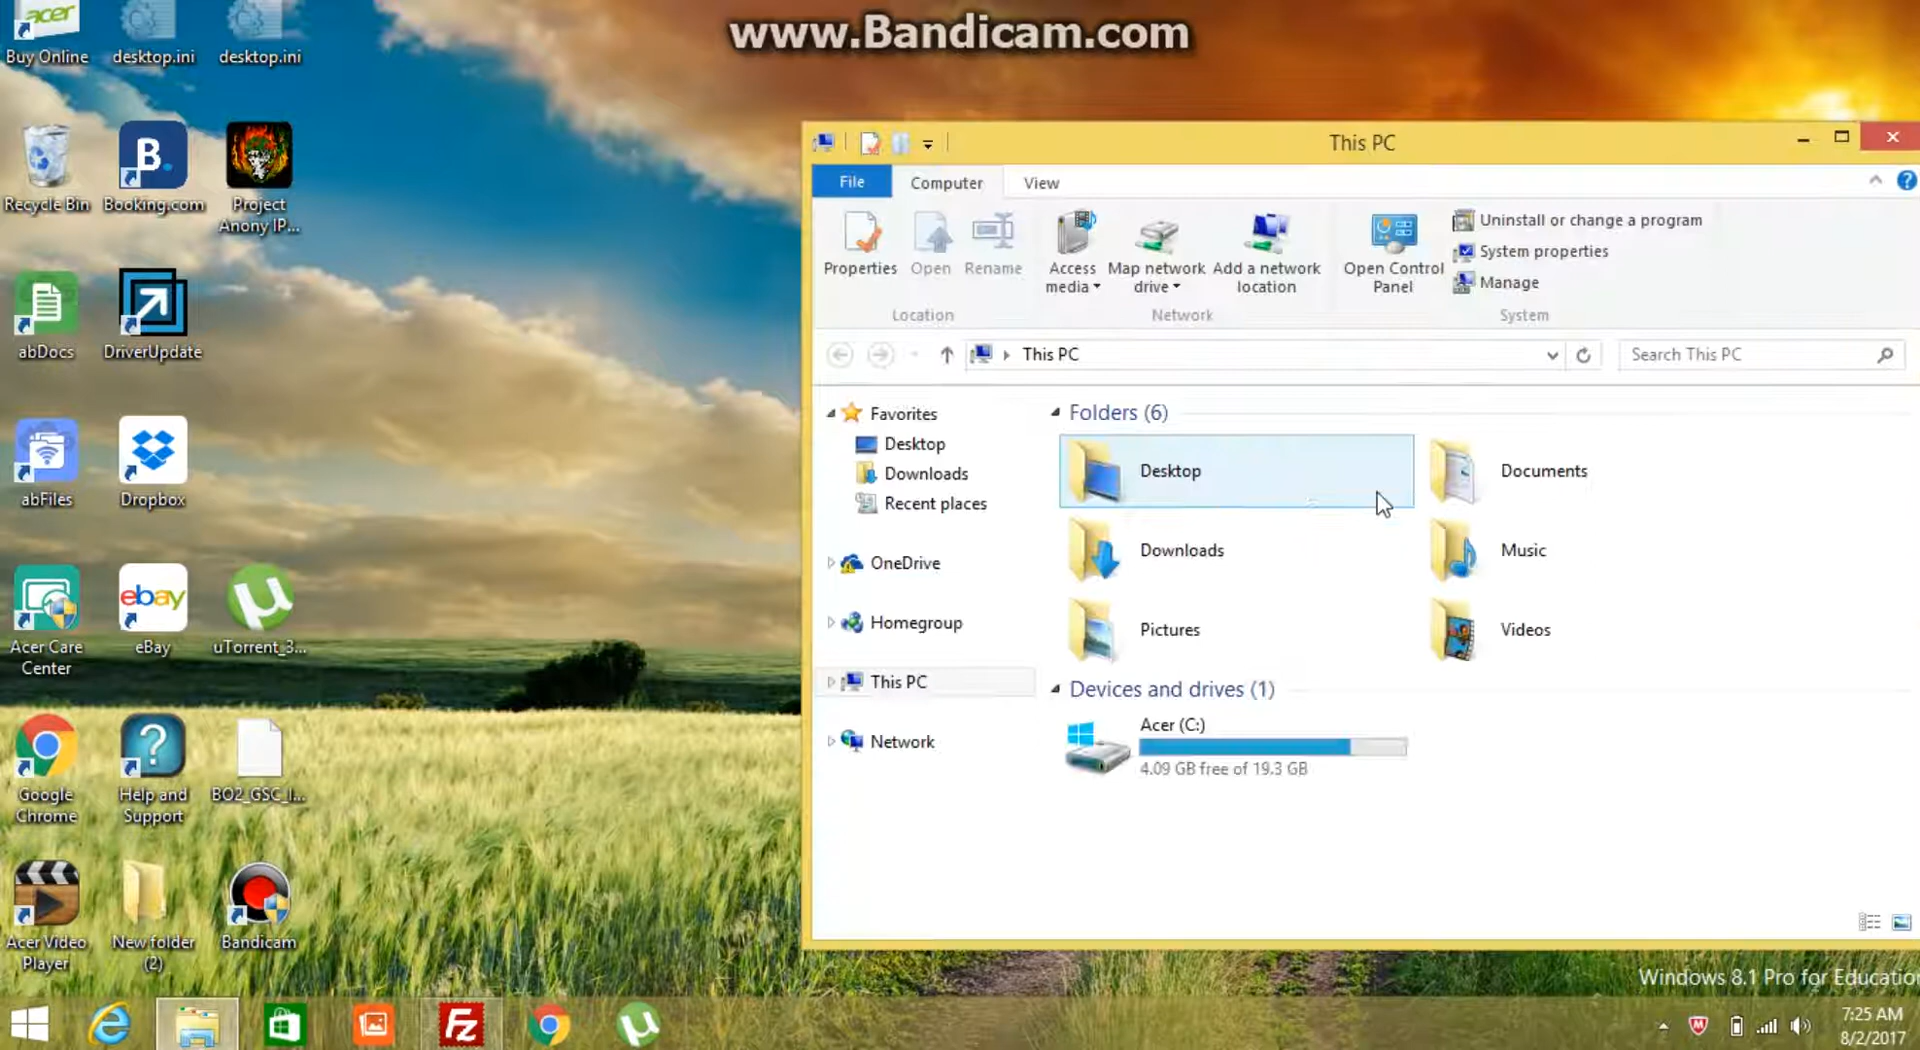 www.Bandicam.com
acer
Buy Online
desktop.ini
desktop.ini
Recycle Bin
B.
Booking.com
Project
Anony IP...
abDocs
DriverUpdate
abFiles
Dropbox
Acer Care
Center
ebay
eBay
uTorrent_3...
Google
Chrome
?
Help and
Support
BO2_GSC_I...
Acer Video
Player
New folder
(2)
Bandicam
This PC
File
Computer
View
?
Properties
Open
Rename
Access
media
Map network
drive
Add a network
location
Open Control
Panel
Uninstall or change a program
System properties
Manage
Location
Network
System
This PC
Search This PC
Favorites
Desktop
Downloads
Recent places
OneDrive
Homegroup
This PC
Network
Folders (6)
Desktop
Documents
Downloads
Music
Pictures
Videos
Devices and drives (1)
Acer (C:)
4.09 GB free of 19.3 GB
Windows 8.1 Pro for Education
Fz
7:25 AM
8/2/2017